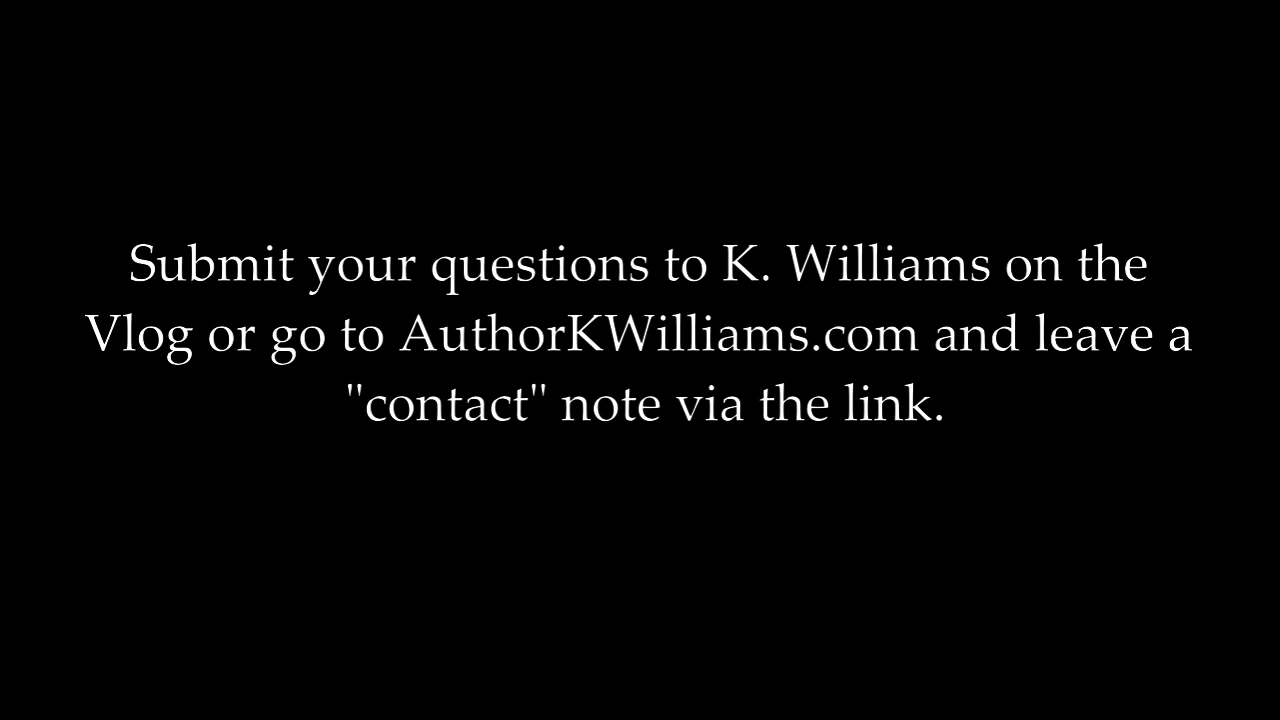 Submit your questions to K. Williams on the
Vlog or go to AuthorKWilliams.com and leave a
"contact" note via the link.